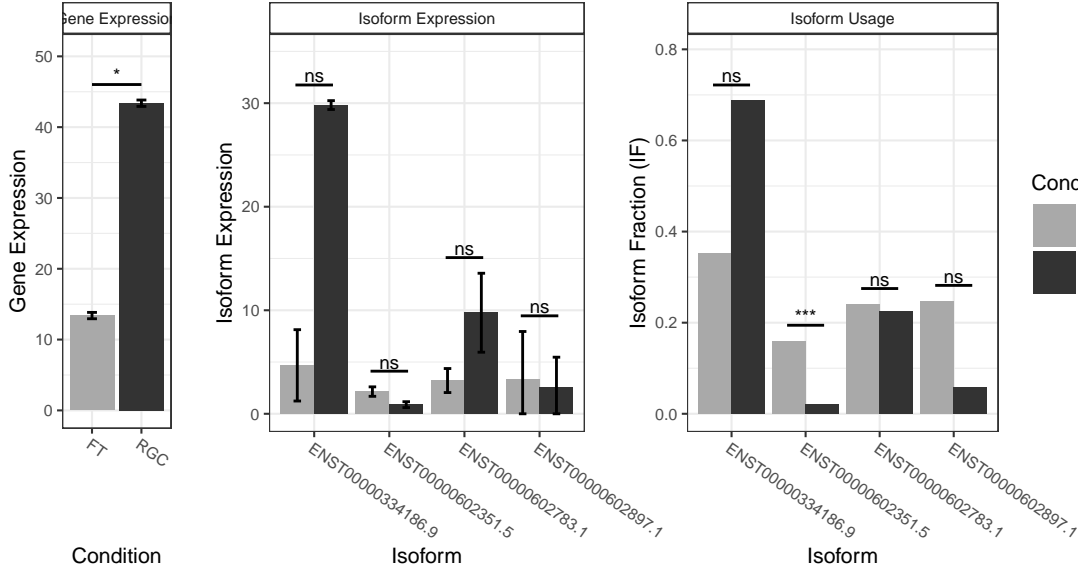 Gene Expression
Gene Expression
50
40
30
20
10
0
*
FT
RGC
Condition
Isoform Expression
Isoform Expression
30
20
10
0
ns
ns
ns
ns
ENST00000334186.9
ENST00000602351.5
ENST00000602783.1
ENST00000602897.1
Isoform
Isoform Usage
Isoform Fraction (IF)
0.8
0.6
0.4
0.2
0.0
ns
***
ns
ns
ENST00000334186.9
ENST00000602351.5
ENST00000602783.1
ENST00000602897.1
Isoform
Cond